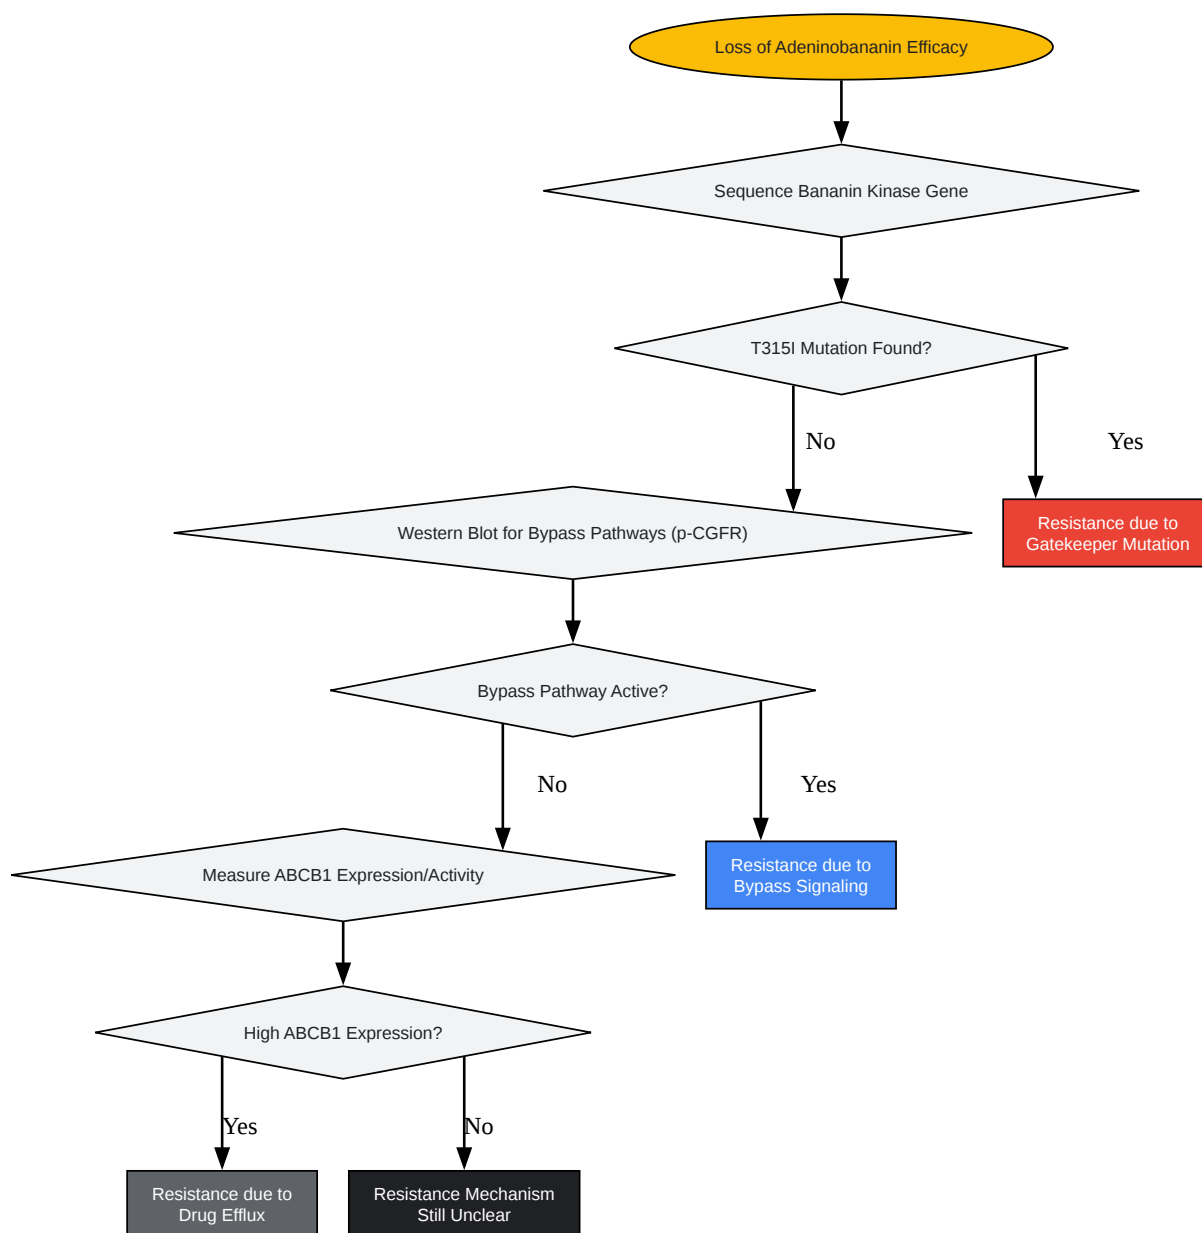 Loss of Adeninobananin Efficacy
Sequence Bananin Kinase Gene
T315I Mutation Found?
No
Yes
Resistance due to
Gatekeeper Mutation
Western Blot for Bypass Pathways (p-CGFR)
Bypass Pathway Active?
No
Yes
Resistance due to
Bypass Signaling
Measure ABCB1 Expression/Activity
High ABCB1 Expression?
Yes
No
Resistance due to
Drug Efflux
Resistance Mechanism
Still Unclear